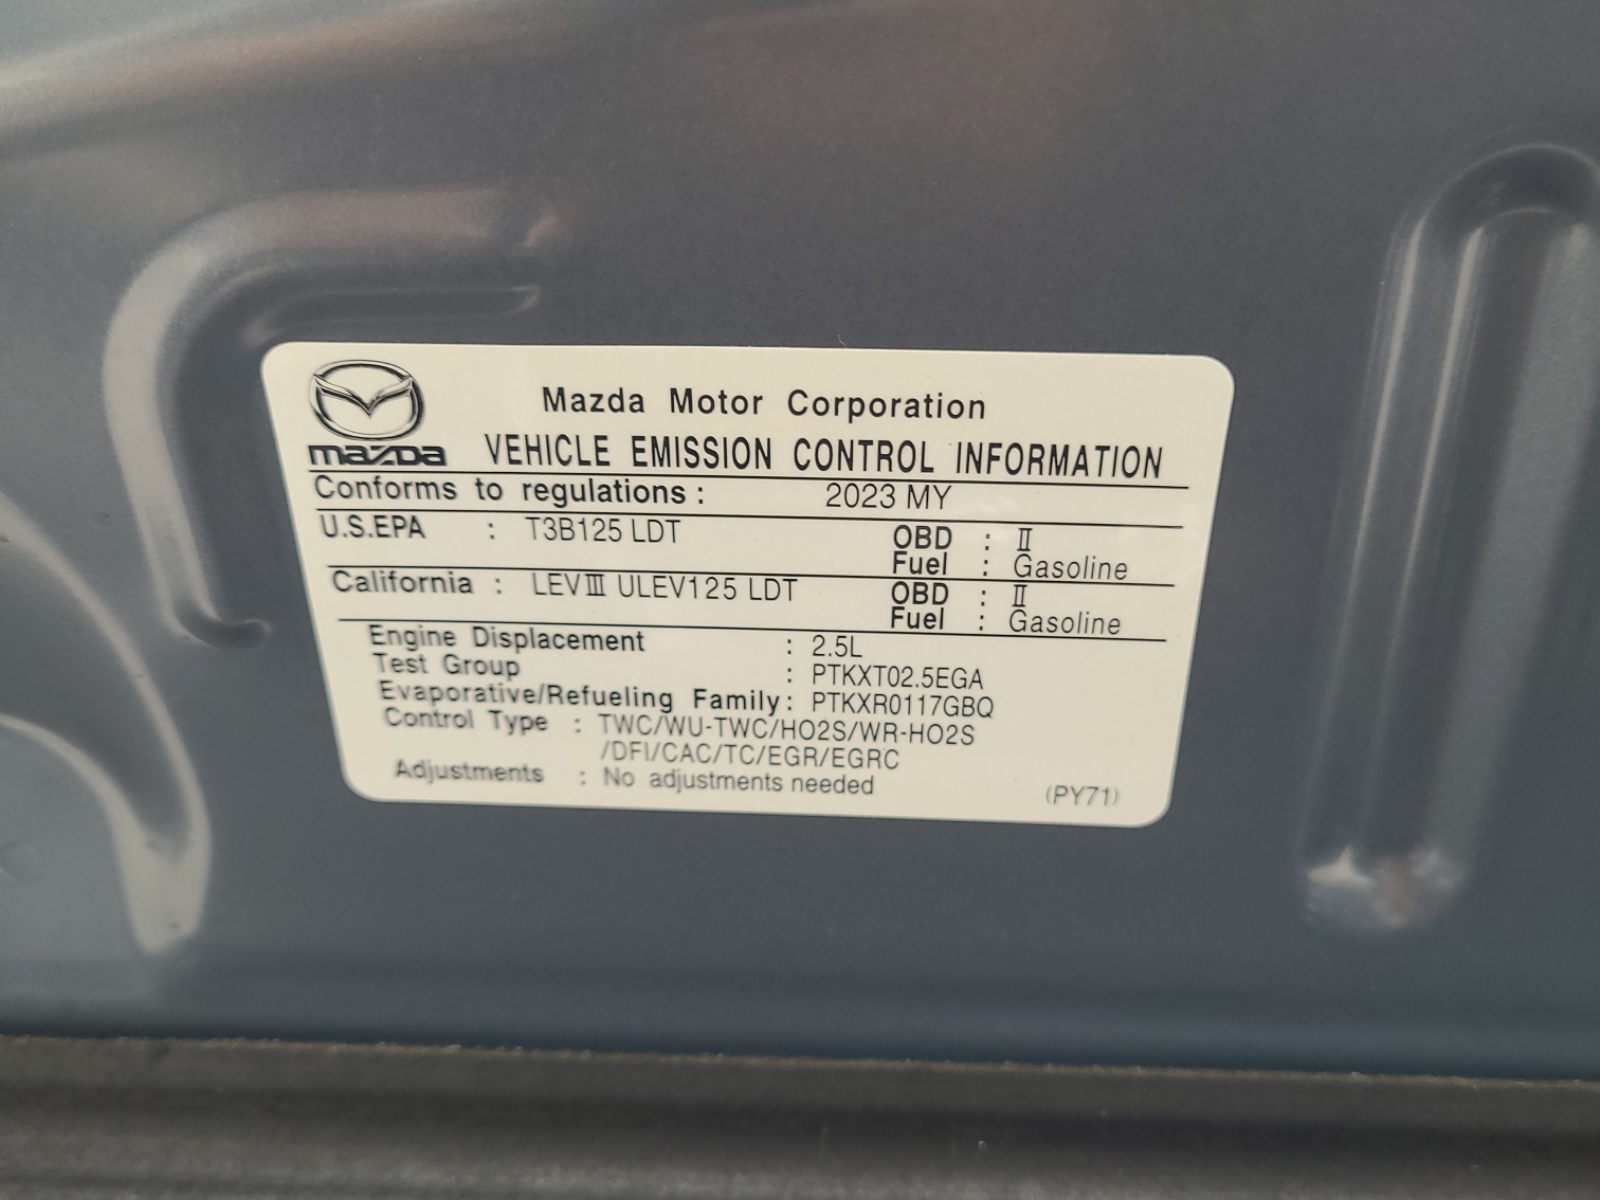 mazda
Mazda Motor Corporation
VEHICLE EMISSION CONTROL INFORMATION
Conforms to regulations : 2023 MY
U.S.EPA : T3B125 LDT OBD : Ⅱ
Fuel : Gasoline
California : LEVⅢ ULEV125 LDT OBD : Ⅱ
Fuel : Gasoline
Engine Displacement : 2.5L
Test Group : PTKXT02.5EGA
Evaporative/Refueling Family : PTKXR0117GBQ
Control Type : TWC/WU-TWC/HO2S/WR-HO2S
/DFI/CAC/TC/EGR/EGRC
Adjustments : No adjustments needed
(PY71)